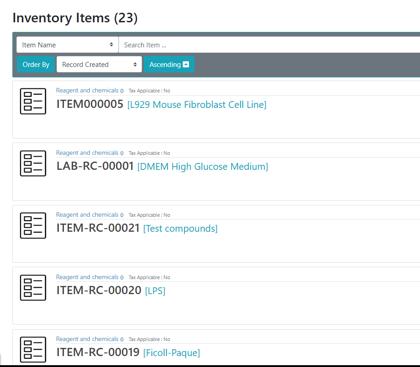 Inventory Items (23)
Item Name
Search Item ...
Order By
Record Created
Ascending
Reagent and chemicals Tax Applicable : No
ITEM000005 [L929 Mouse Fibroblast Cell Line]
Reagent and chemicals Tax Applicable : No
LAB-RC-00001 [DMEM High Glucose Medium]
Reagent and chemicals Tax Applicable : No
ITEM-RC-00021 [Test compounds]
Reagent and chemicals Tax Applicable : No
ITEM-RC-00020 [LPS]
Reagent and chemicals Tax Applicable : No
ITEM-RC-00019 [Ficoll-Paque]